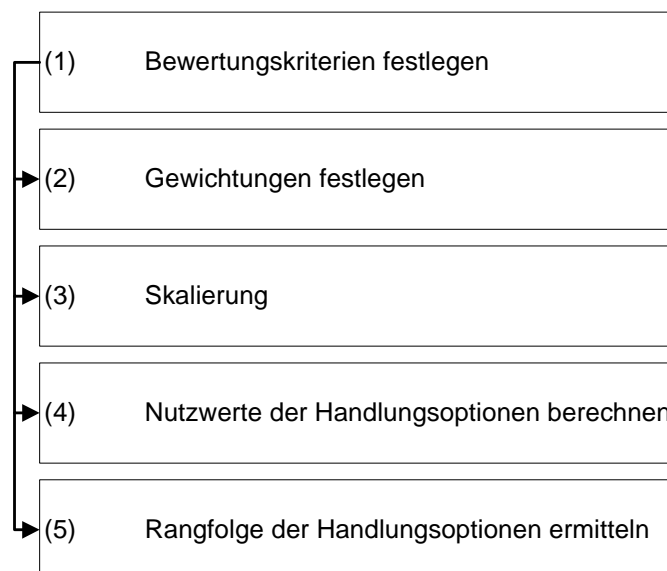 (1) Bewertungskriterien festlegen
(2) Gewichtungen festlegen
(3) Skalierung
(4) Nutzwerte der Handlungsoptionen berechnen
(5) Rangfolge der Handlungsoptionen ermitteln